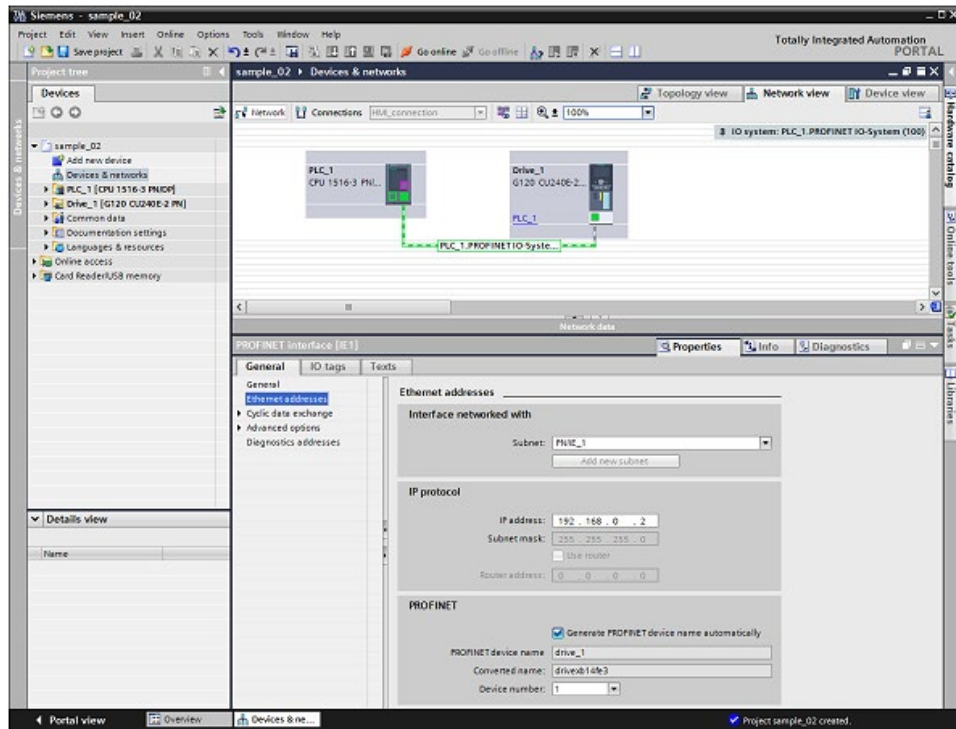 Siemens - sample_02
Project Edit View Insert Online Options Tools Window Help
Totally Integrated Automation
PORTAL
Save project
Go online
Go offline
Project tree
sample_02 Devices & networks
Devices
Topology view
Network view
Device view
Network
Connections
HMI_connection
100%
IO system: PLC_1.PROFINET IO-System (100)
sample_02
Add new device
Devices & networks
PLC_1 [CPU 1516-3 PN/DP]
Drive_1 [G120 CU240E-2 PN]
Common data
Documentation settings
Languages & resources
Online access
Card Reader/USB memory
PLC_1
CPU 1516-3 PN/...
Drive_1
G120 CU240E-2...
PLC_1
PLC_1.PROFINET IO-Syste...
Network data
Devices & networks
Hardware catalog
Online tools
Tasks
Libraries
PROFINET interface [IE1]
Properties
Info
Diagnostics
General
IO tags
Texts
General
Ethernet addresses
Cyclic data exchange
Advanced options
Diagnostics addresses
Ethernet addresses
Interface networked with
Subnet: PN/IE_1
Add new subnet
IP protocol
IP address: 192 . 168 . 0 . 2
Subnet mask: 255 . 255 . 255 . 0
Use router
Router address: 0 . 0 . 0 . 0
PROFINET
Generate PROFINET device name automatically
PROFINET device name drive_1
Converted name: drivexb14fe3
Device number: 1
Details view
Name
Portal view
Overview
Devices & ne...
Project sample_02 created.